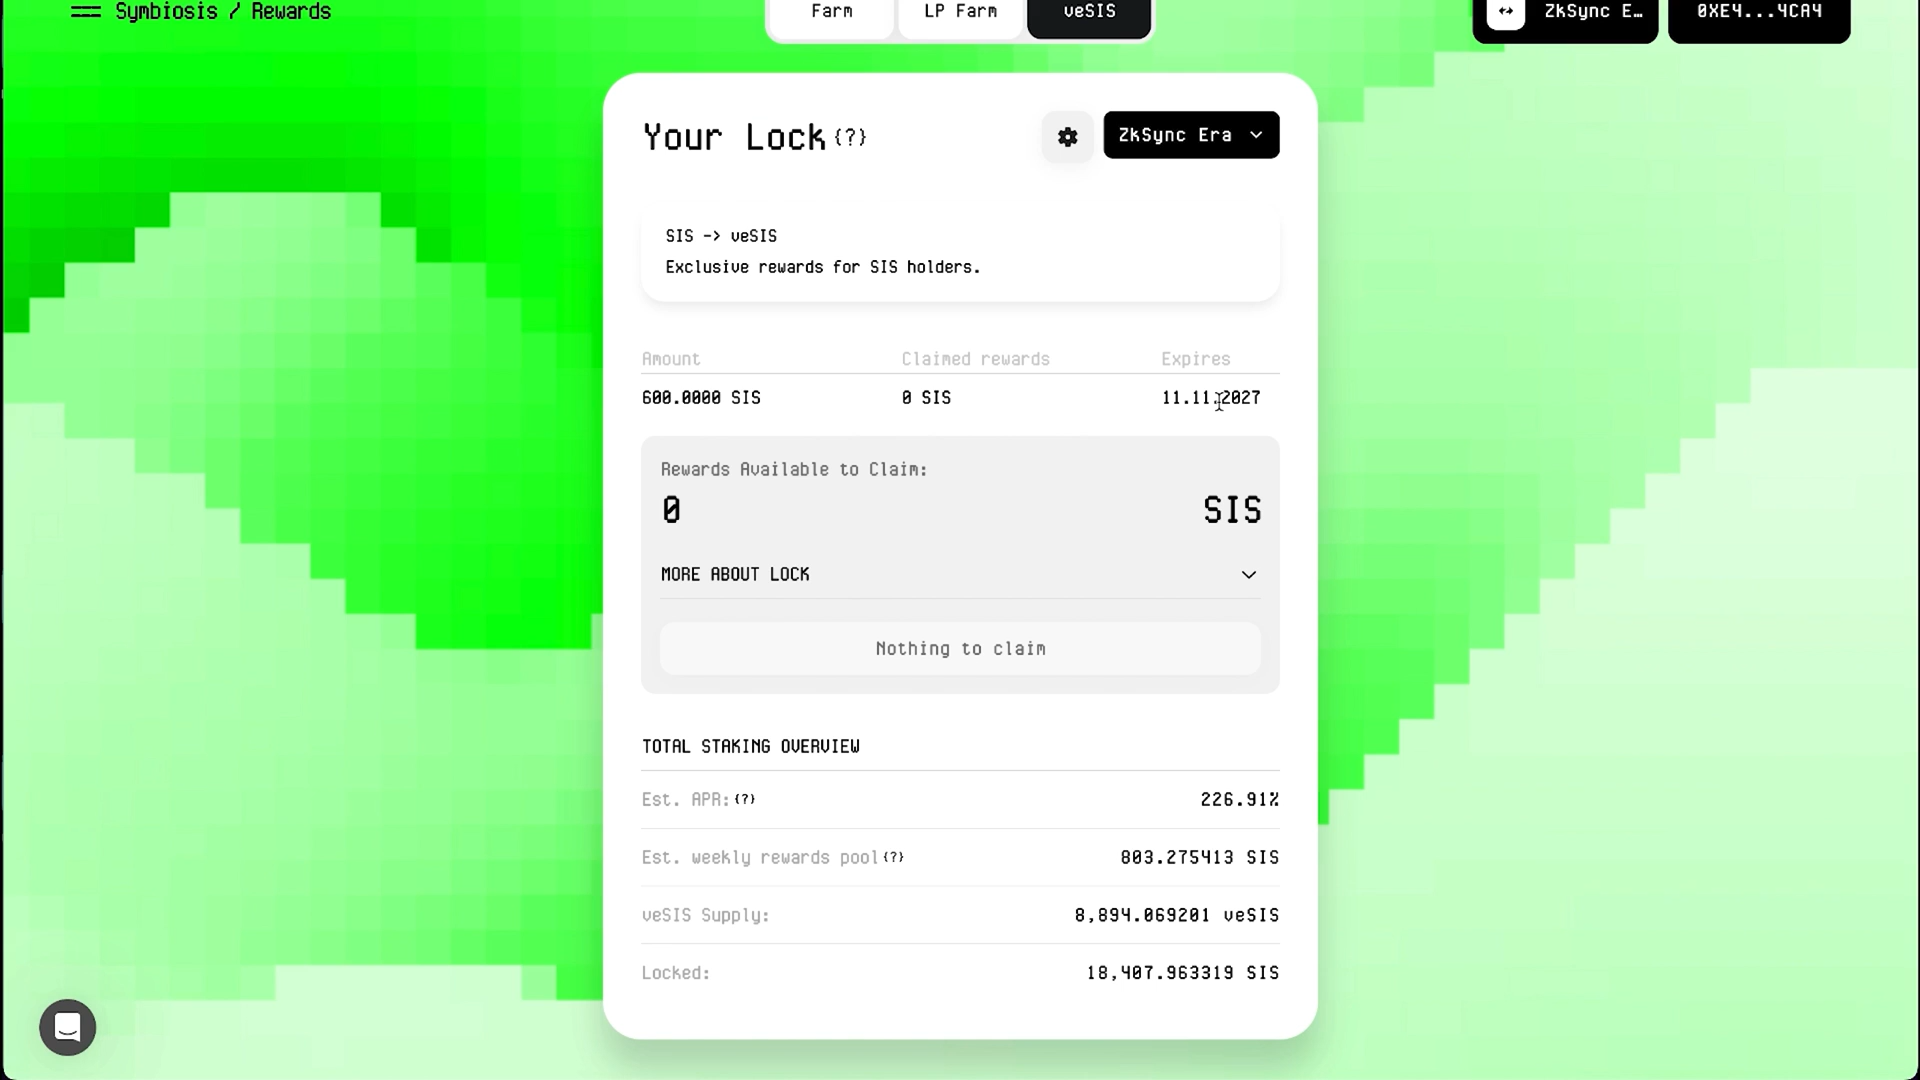 Symbiosis / Rewards
Farm
LP Farm
veSIS
ZkSync E…
0XE4...4CA4
Your Lock{?}
ZkSync Era
SIS -> veSIS
Exclusive rewards for SIS holders.
Amount
Claimed rewards
Expires
600.0000 SIS
0 SIS
11.11.2027
Rewards Available to Claim:
0
SIS
MORE ABOUT LOCK
Nothing to claim
TOTAL STAKING OVERVIEW
Est. APR:{?}
226.91%
Est. weekly rewards pool{?}
803.275413 SIS
veSIS Supply:
8,894.069201 veSIS
Locked:
18,407.963319 SIS